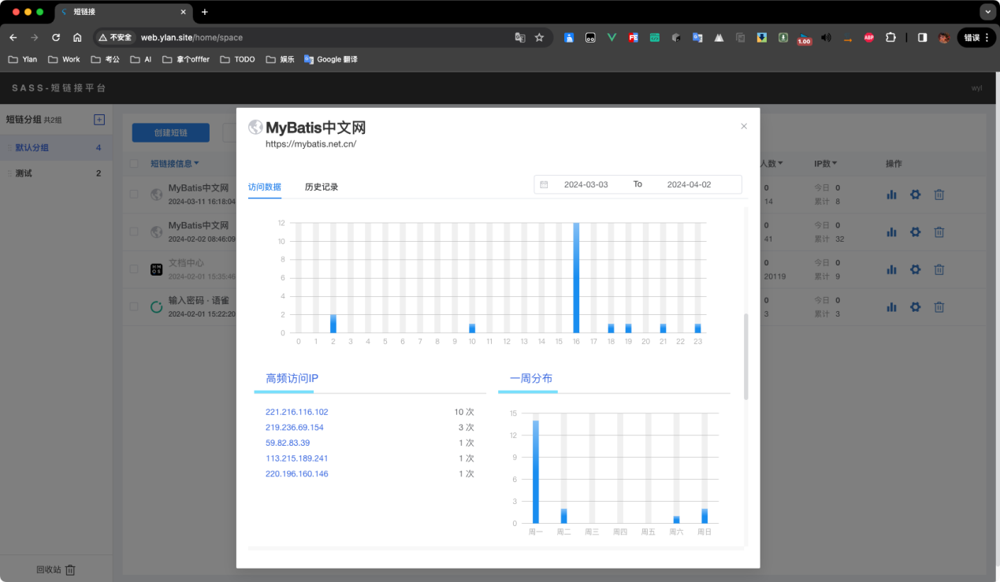 短链接
不安全 web.ylan.site/home/space
1.00
ABP
错误
Ylan Work 考公 AI 拿个offfer TODO 娱乐 Google 翻译
SASS-短链接平台 wyl
短链分组 共2组
默认分组 4
测试 2
回收站
创建短链
短链接信息 人数 IP数 操作
MyBatis中文网 0 今日 0
2024-03-11 16:18:04 14 累计 8
MyBatis中文网 0 今日 0
2024-02-02 08:46:09 41 累计 32
文档中心 0 今日 0
2024-02-01 15:35:46 20119 累计 9
输入密码 · 语雀 0 今日 0
2024-02-01 15:22:20 3 累计 3
MyBatis中文网
https://mybatis.net.cn/
访问数据 历史记录 2024-03-03 To 2024-04-02
12
10
8
6
4
2
0
0 1 2 3 4 5 6 7 8 9 10 11 12 13 14 15 16 17 18 19 20 21 22 23
高频访问IP
221.216.116.102 10 次
219.236.69.154 3 次
59.82.83.39 1 次
113.215.189.241 1 次
220.196.160.146 1 次
一周分布
15
12
9
6
3
0
周一 周二 周三 周四 周五 周六 周日